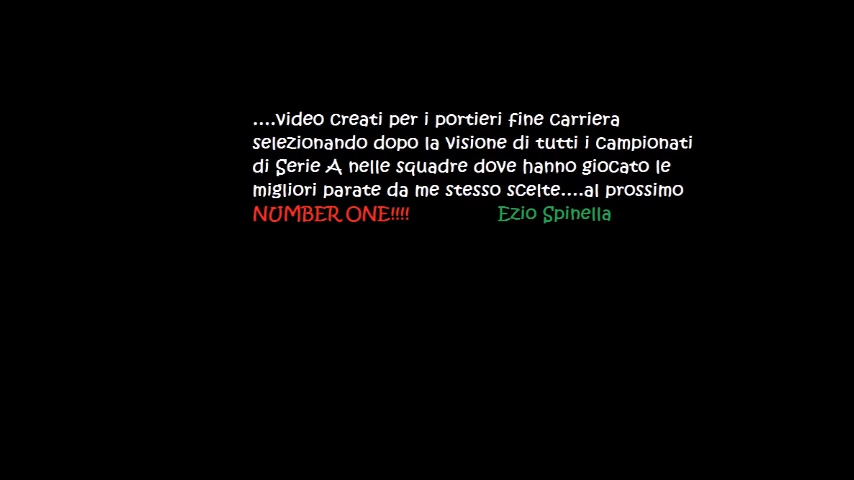 ....video creati per i portieri fine carriera
selezionando dopo la visione di tutti i campionati
di Serie A nelle squadre dove hanno giocato le
migliori parate da me stesso scelte....al prossimo
NUMBER ONE!!!! Ezio Spinella